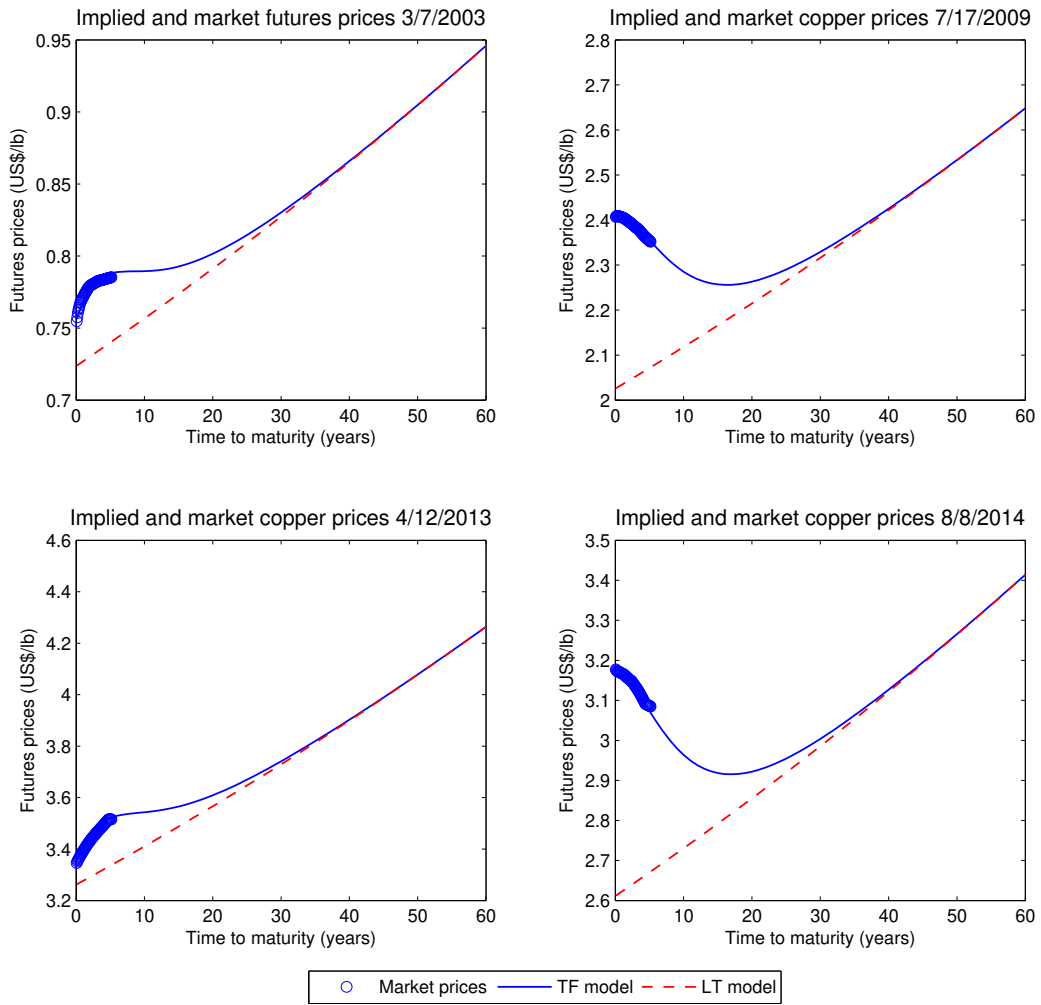 Implied and market futures prices 3/7/2003
Futures prices (US$/lb)
0.95
0.9
0.85
0.8
0.75
0.7
0 10 20 30 40 50 60
Time to maturity (years)
Implied and market copper prices 7/17/2009
Futures prices (US$/lb)
2.8
2.7
2.6
2.5
2.4
2.3
2.2
2.1
2
0 10 20 30 40 50 60
Time to maturity (years)
Implied and market copper prices 4/12/2013
Futures prices (US$/lb)
4.6
4.4
4.2
4
3.8
3.6
3.4
3.2
0 10 20 30 40 50 60
Time to maturity (years)
Implied and market copper prices 8/8/2014
Futures prices (US$/lb)
3.5
3.4
3.3
3.2
3.1
3
2.9
2.8
2.7
2.6
0 10 20 30 40 50 60
Time to maturity (years)
Market prices TF model LT model